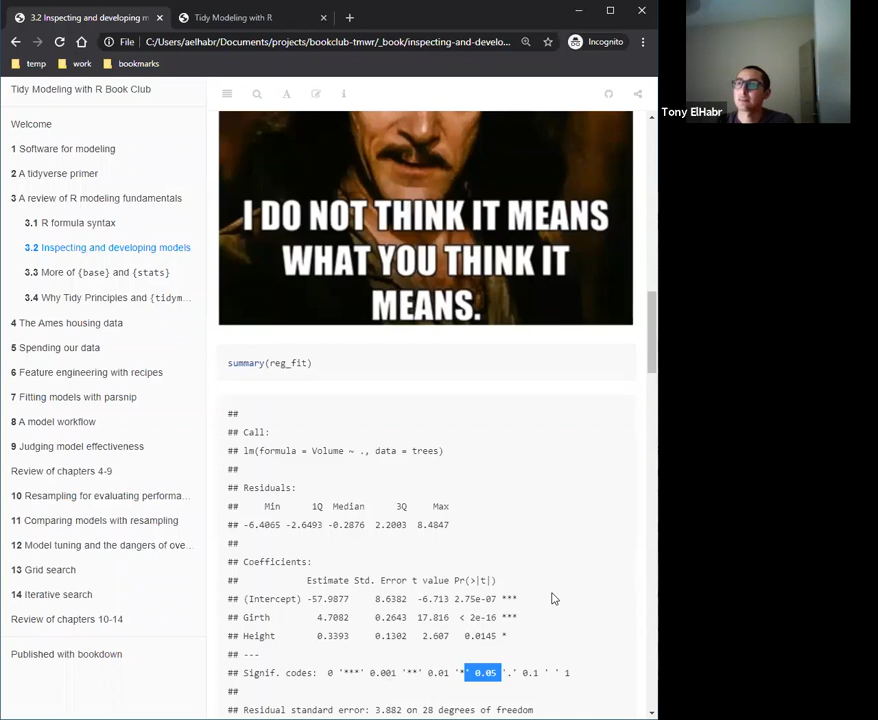 3.2 Inspecting and developing m
Tidy Modeling with R
File
C:/Users/aelhabr/Documents/projects/bookclub-tmwr/_book/inspecting-and-develo...
Incognito
temp
work
bookmarks
Tidy Modeling with R Book Club
Welcome
1 Software for modeling
2 A tidyverse primer
3 A review of R modeling fundamentals
3.1 R formula syntax
3.2 Inspecting and developing models
3.3 More of {base} and {stats}
3.4 Why Tidy Principles and {tidym...
4 The Ames housing data
5 Spending our data
6 Feature engineering with recipes
7 Fitting models with parsnip
8 A model workflow
9 Judging model effectiveness
Review of chapters 4-9
10 Resampling for evaluating performa...
11 Comparing models with resampling
12 Model tuning and the dangers of ove...
13 Grid search
14 Iterative search
Review of chapters 10-14
Published with bookdown
A
i
I DO NOT THINK IT MEANS
WHAT YOU THINK IT
MEANS.
summary(reg_fit)
##
## Call:
## lm(formula = Volume ~ ., data = trees)
##
## Residuals:
##     Min      1Q  Median      3Q     Max
## -6.4065 -2.6493 -0.2876  2.2003  8.4847
##
## Coefficients:
##             Estimate Std. Error t value Pr(>|t|)
## (Intercept) -57.9877     8.6382  -6.713 2.75e-07 ***
## Girth         4.7082     0.2643  17.816  < 2e-16 ***
## Height        0.3393     0.1302   2.607   0.0145 *
## ---
## Signif. codes:  0 '***' 0.001 '**' 0.01 '*' 0.05 '.' 0.1 ' ' 1
##
## Residual standard error: 3.882 on 28 degrees of freedom
Tony ElHabr